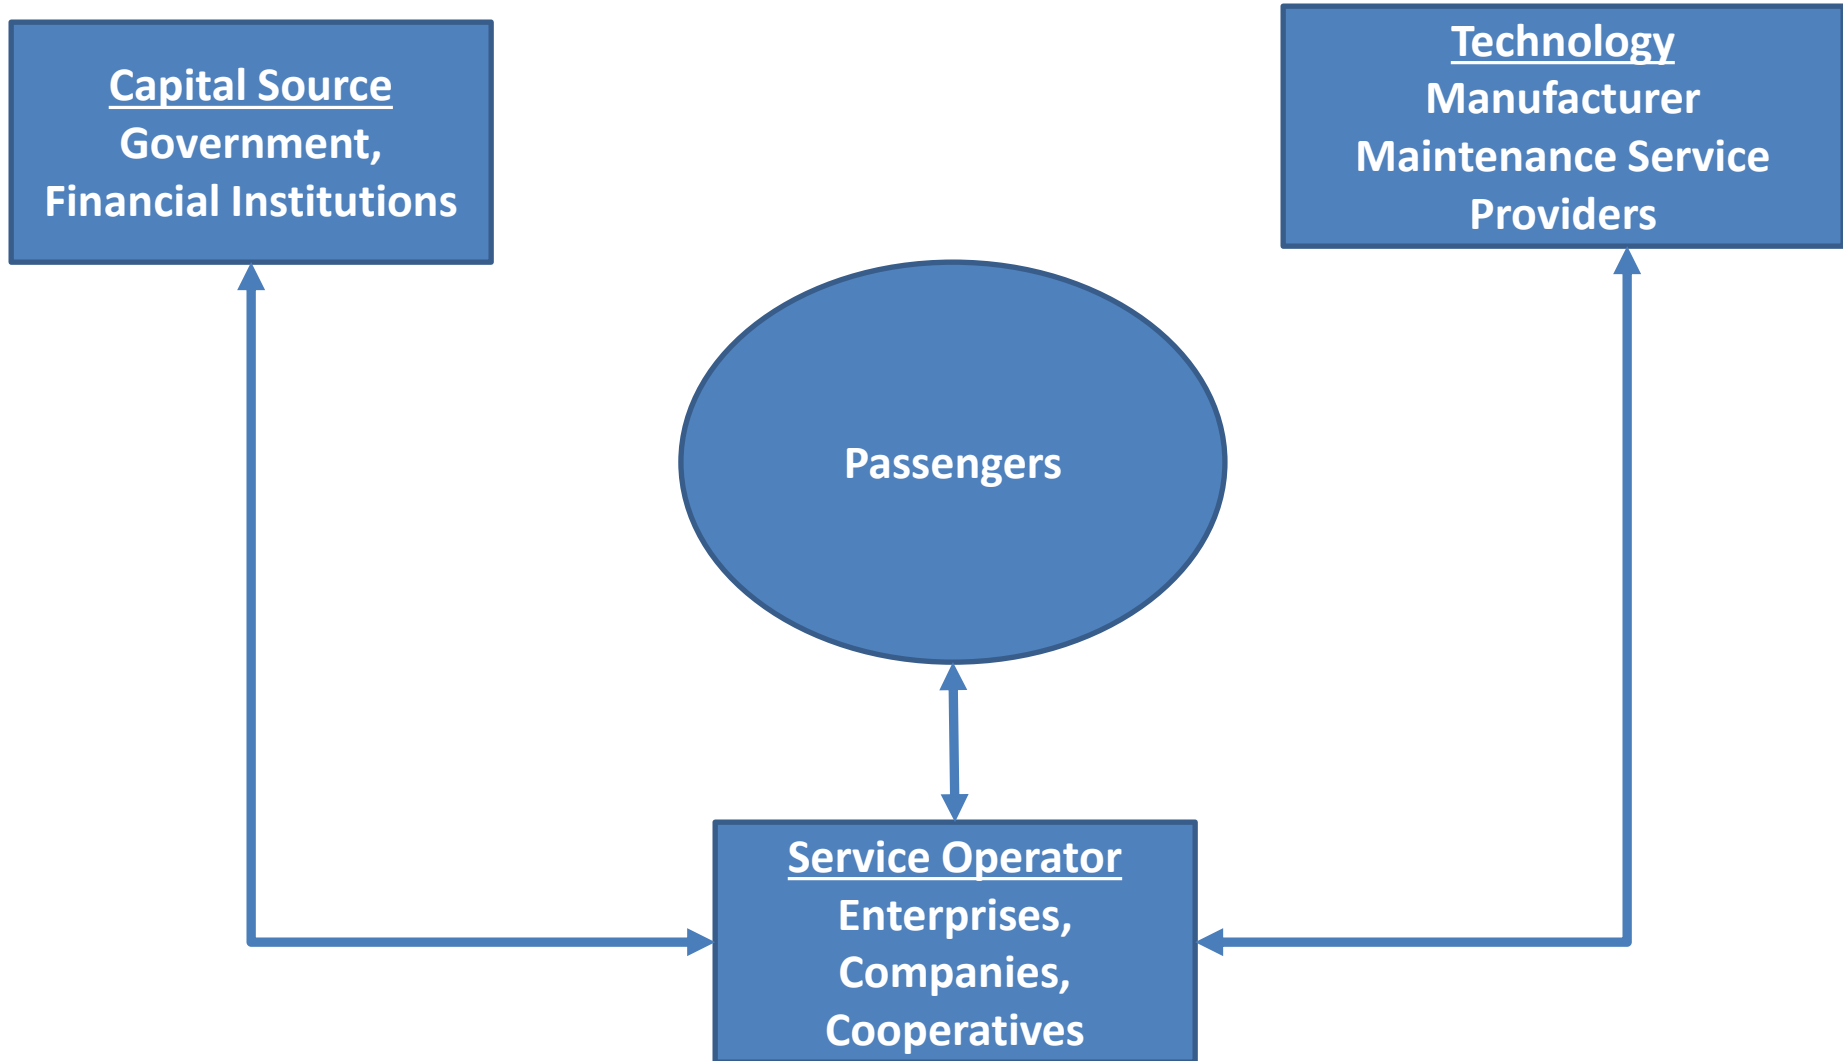 Capital Source
Government,
Financial Institutions
Technology
Manufacturer
Maintenance Service
Providers
Passengers
Service Operator
Enterprises,
Companies,
Cooperatives